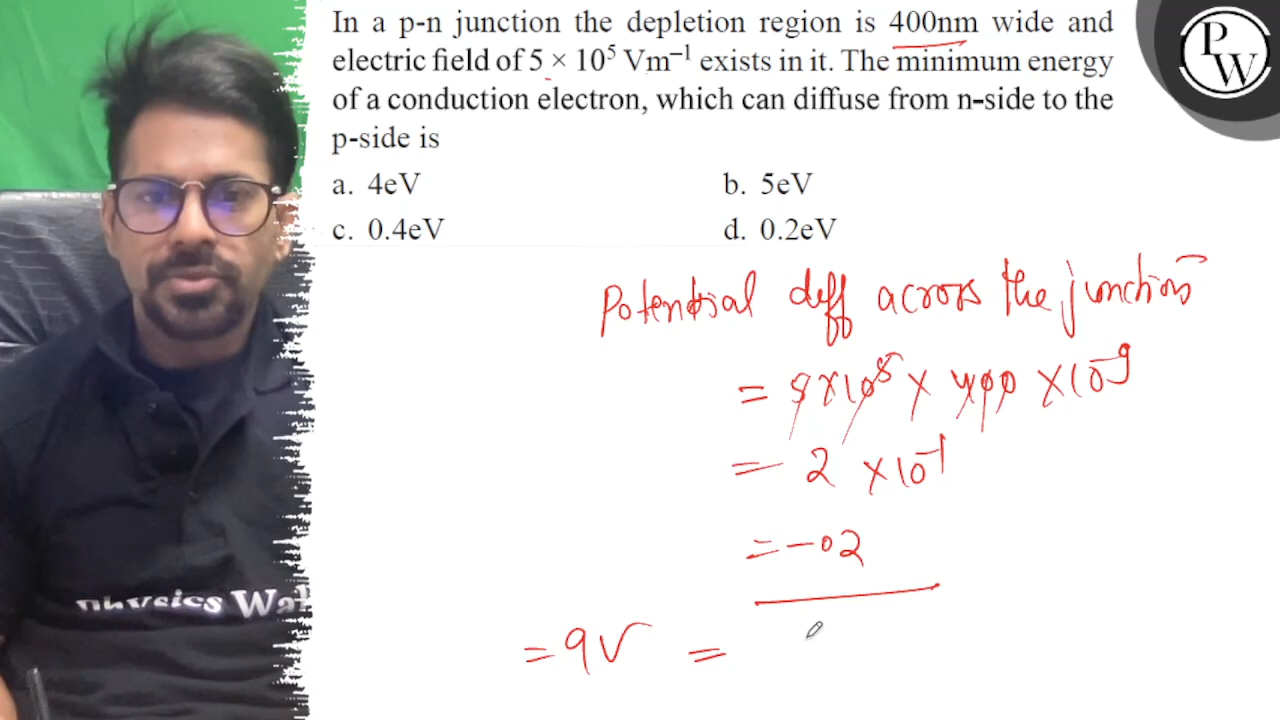 In a p-n junction the depletion region is 400nm wide and
electric field of 5 × 10⁵ Vm⁻¹ exists in it. The minimum energy
of a conduction electron, which can diffuse from n-side to the
p-side is
a. 4eV b. 5eV
c. 0.4eV d. 0.2eV
Potential diff across the junction
= 5×10⁵ × 400 ×10⁻⁹
= 2 ×10⁻¹
= -02
= qV =
PW
Physics Wal